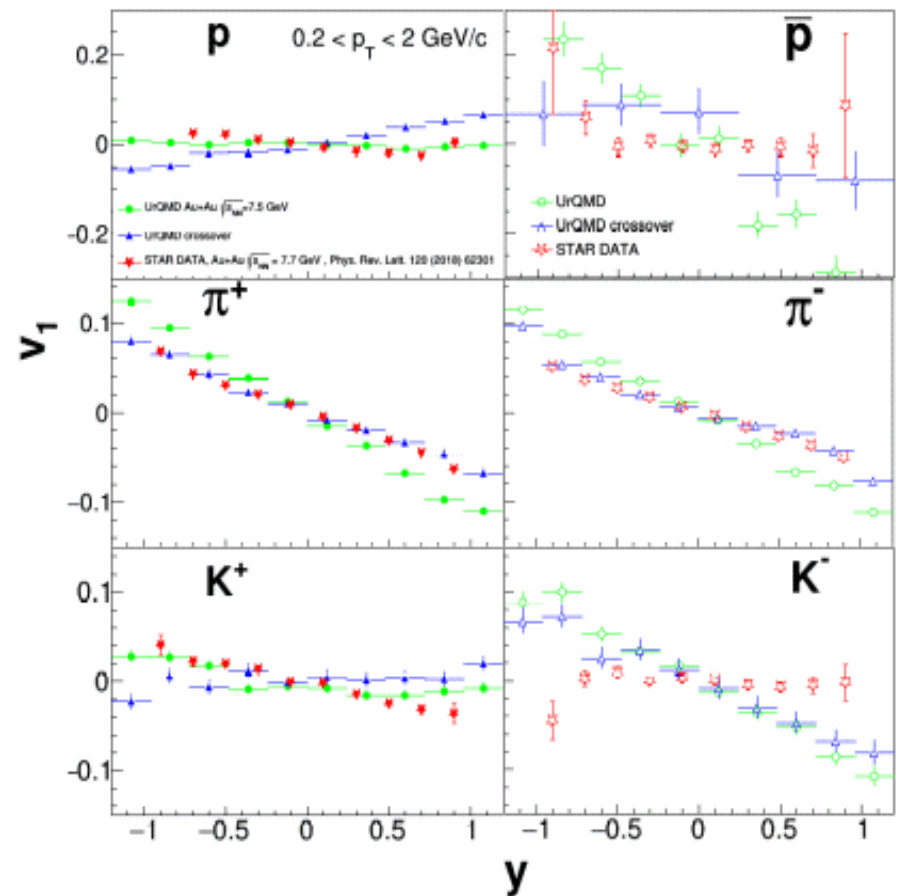 p
0.2 < p_T < 2 GeV/c
p̅
0.2
0
-0.2
UrQMD Au+Au √s_NN=7.5 GeV
UrQMD crossover
STAR DATA, Au+Au √s_NN = 7.7 GeV , Phys. Rev. Lett. 120 (2018) 62301
UrQMD
UrQMD crossover
STAR DATA
v_1
π⁺
π⁻
0.1
0
-0.1
K⁺
K⁻
0.1
0
-0.1
−1 −0.5 0 0.5 1
−1 −0.5 0 0.5 1
y